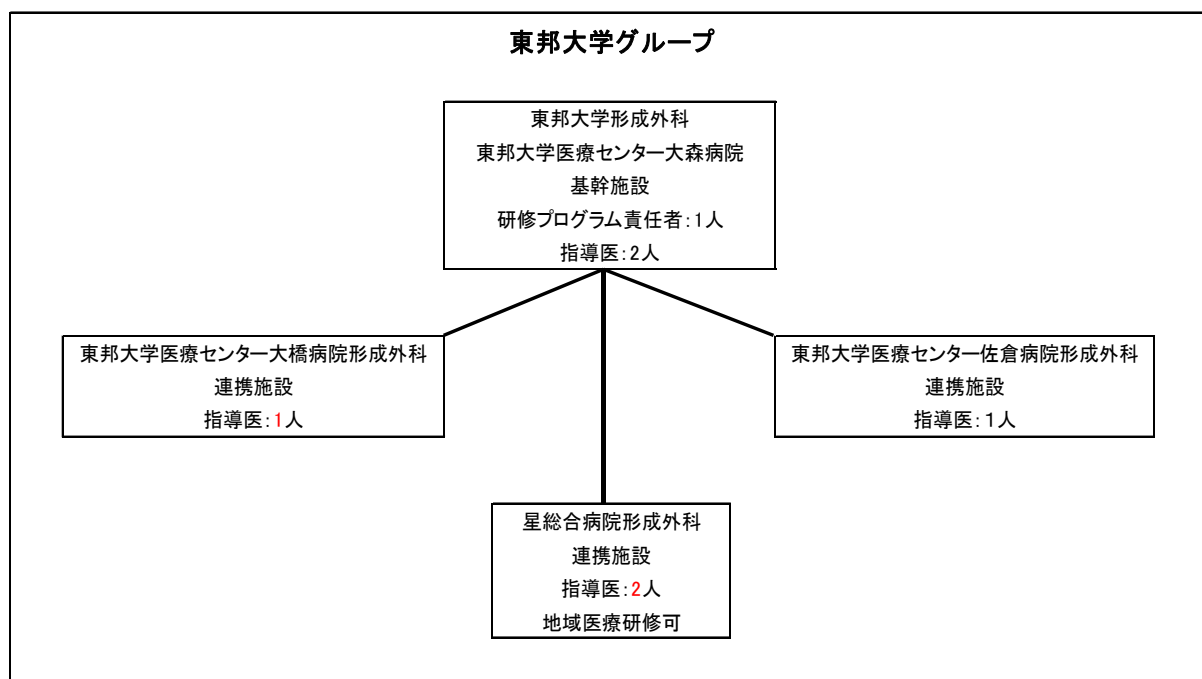 東邦大学グループ
東邦大学形成外科
東邦大学医療センター大森病院
基幹施設
研修プログラム責任者:1人
指導医:2人
東邦大学医療センター大橋病院形成外科
連携施設
指導医:1人
東邦大学医療センター佐倉病院形成外科
連携施設
指導医:1人
星総合病院形成外科
連携施設
指導医:2人
地域医療研修可